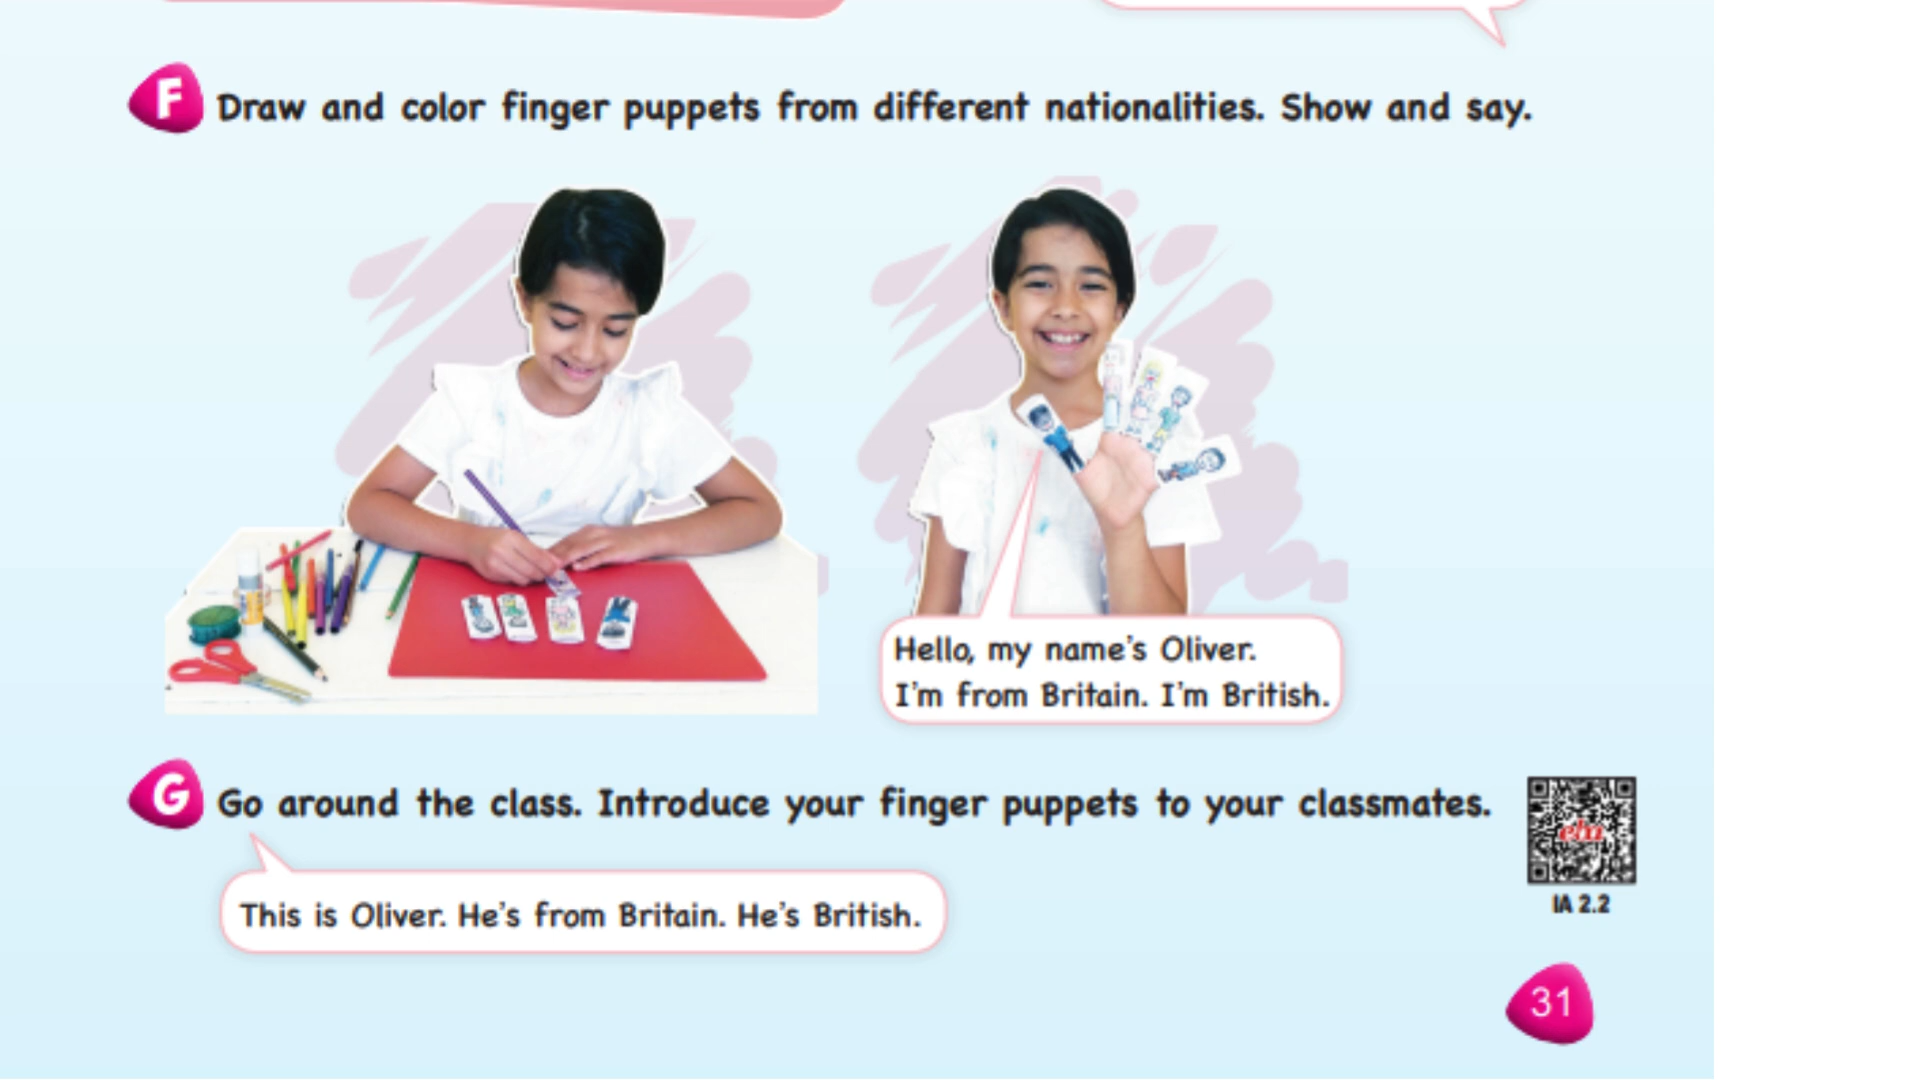 F Draw and color finger puppets from different nationalities. Show and say.
Hello, my name's Oliver.
I'm from Britain. I'm British.
G Go around the class. Introduce your finger puppets to your classmates.
This is Oliver. He's from Britain. He's British.
eba
IA 2.2
31